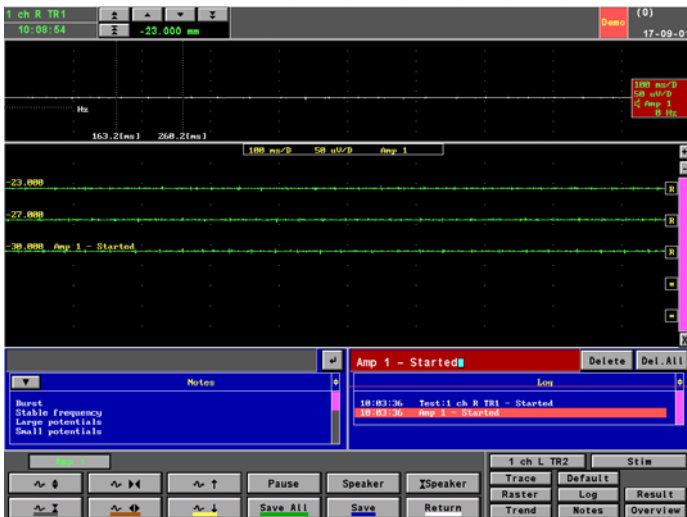 1 ch R TR1
10:08:54
-23.000 mm
Demo
(0)
17-09-01
100 ms/D
50 uV/D
Amp 1
0 Hz
Hz
163.2[ms] 260.2[ms]
100 ms/D 50 uV/D Amp 1
-23.000
R
-27.000
R
-30.000 Amp 1 - Started
R
Amp 1 - Started
Delete
Del.All
Notes
Log
Burst
Stable frequency
Large potentials
Small potentials
10:03:36 Test:1 ch R TR1 - Started
10:03:36 Amp 1 - Started
Amp 1
1 ch L TR2
Stim
Pause
Speaker
Speaker
Trace
Default
Raster
Log
Result
Save All
Save
Return
Trend
Notes
Overview